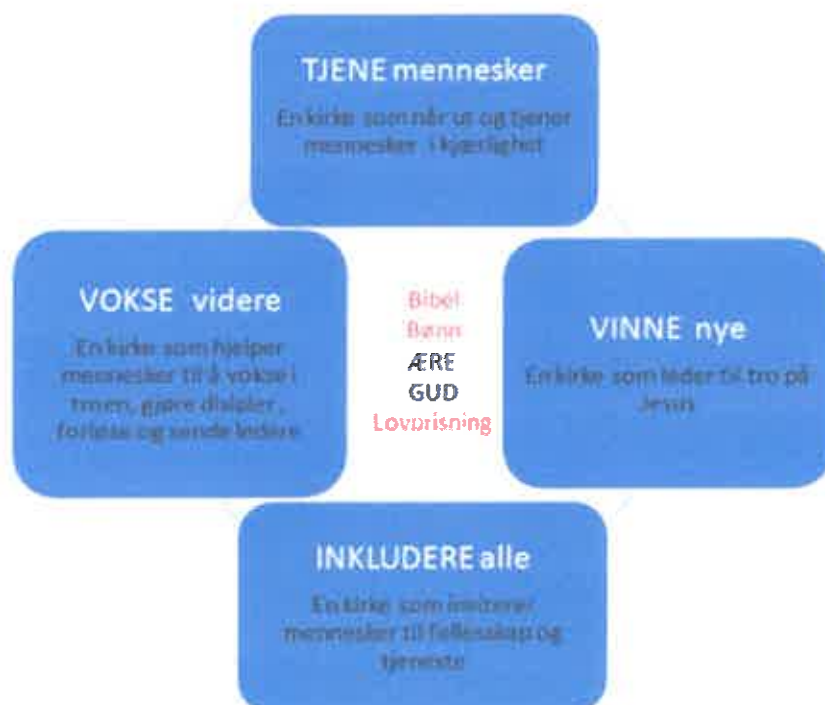 TJENE mennesker
En kirke som når ut og tjener
mennesker i kjærlighet
VOKSE videre
En kirke som hjelper
mennesker til å vokse i
troen, gjøre disipler,
forløse og sende ledere
Bibel
Bønn
ÆRE
GUD
Lovprisning
VINNE nye
En kirke som leder til tro på
Jesus
INKLUDERE alle
En kirke som inviterer
mennesker til fellesskap og
tjeneste